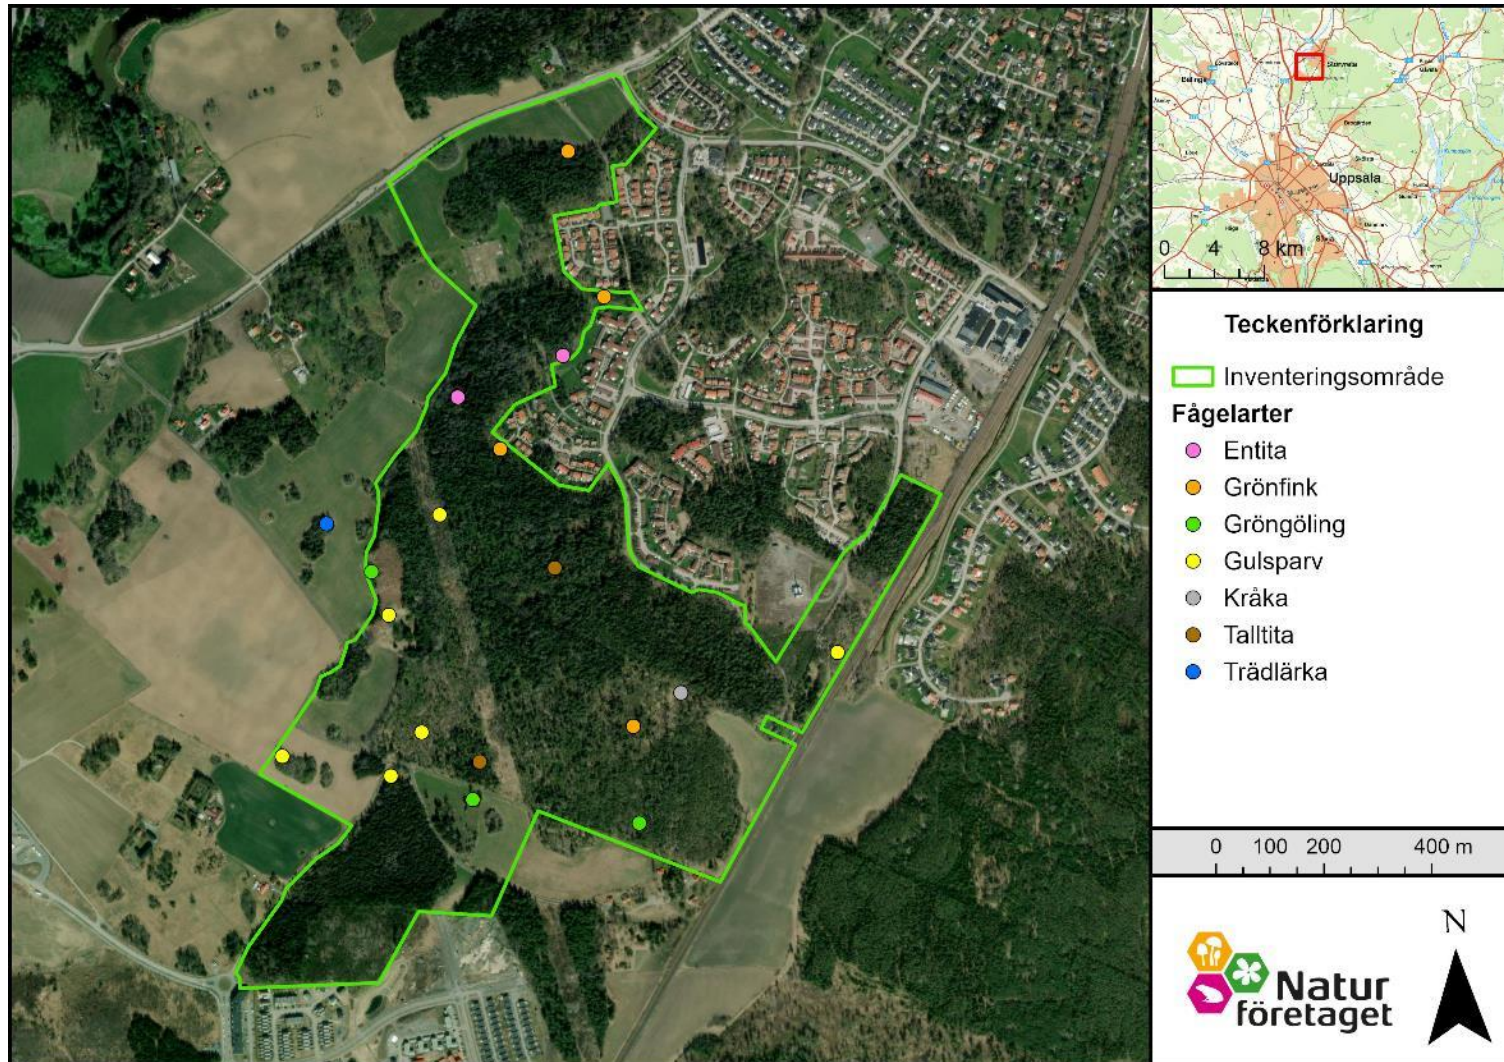 Storvreta
Uppsala
0 4 8 km
Teckenförklaring
Inventeringsområde
Fågelarter
Entita
Grönfink
Gröngöling
Gulsparv
Kråka
Talltita
Trädlärka
0 100 200 400 m
N
Natur
företaget